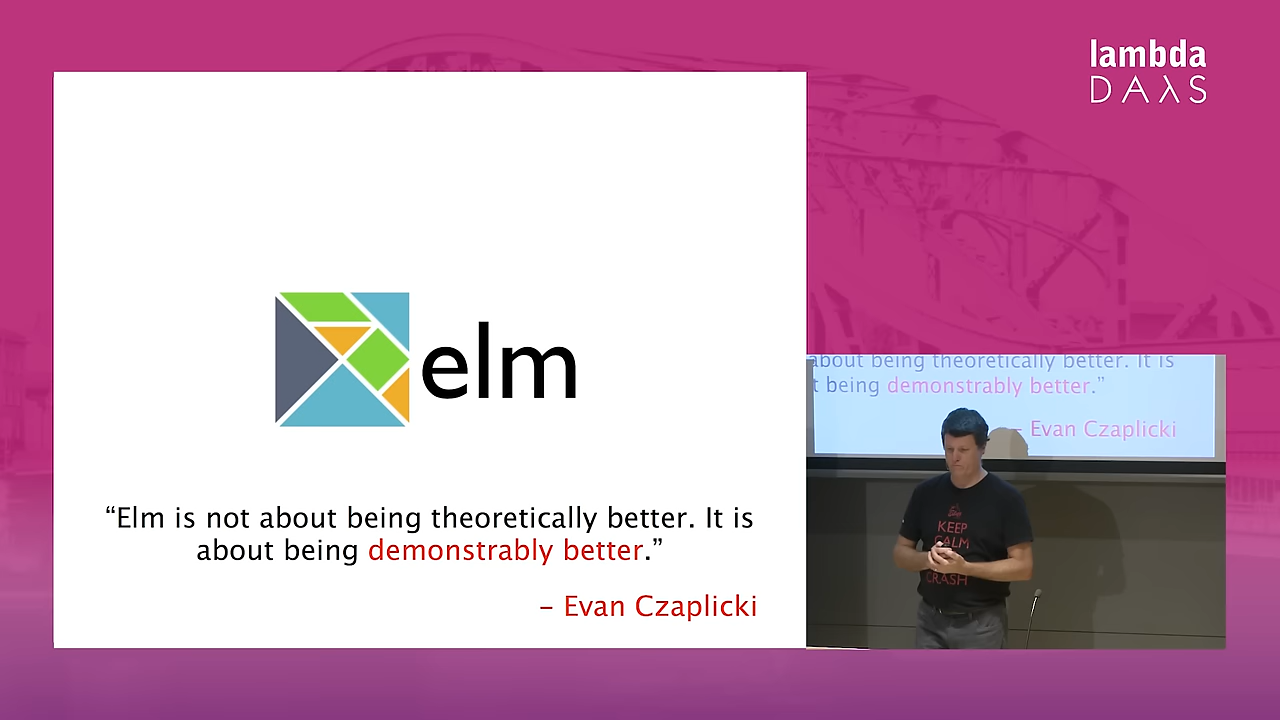 lambda
DAλS
elm
“Elm is not about being theoretically better. It is
about being demonstrably better.”
– Evan Czaplicki
about being theoretically better. It is
t being demonstrably better.”
– Evan Czaplicki
KEEP
CALM
CRASH